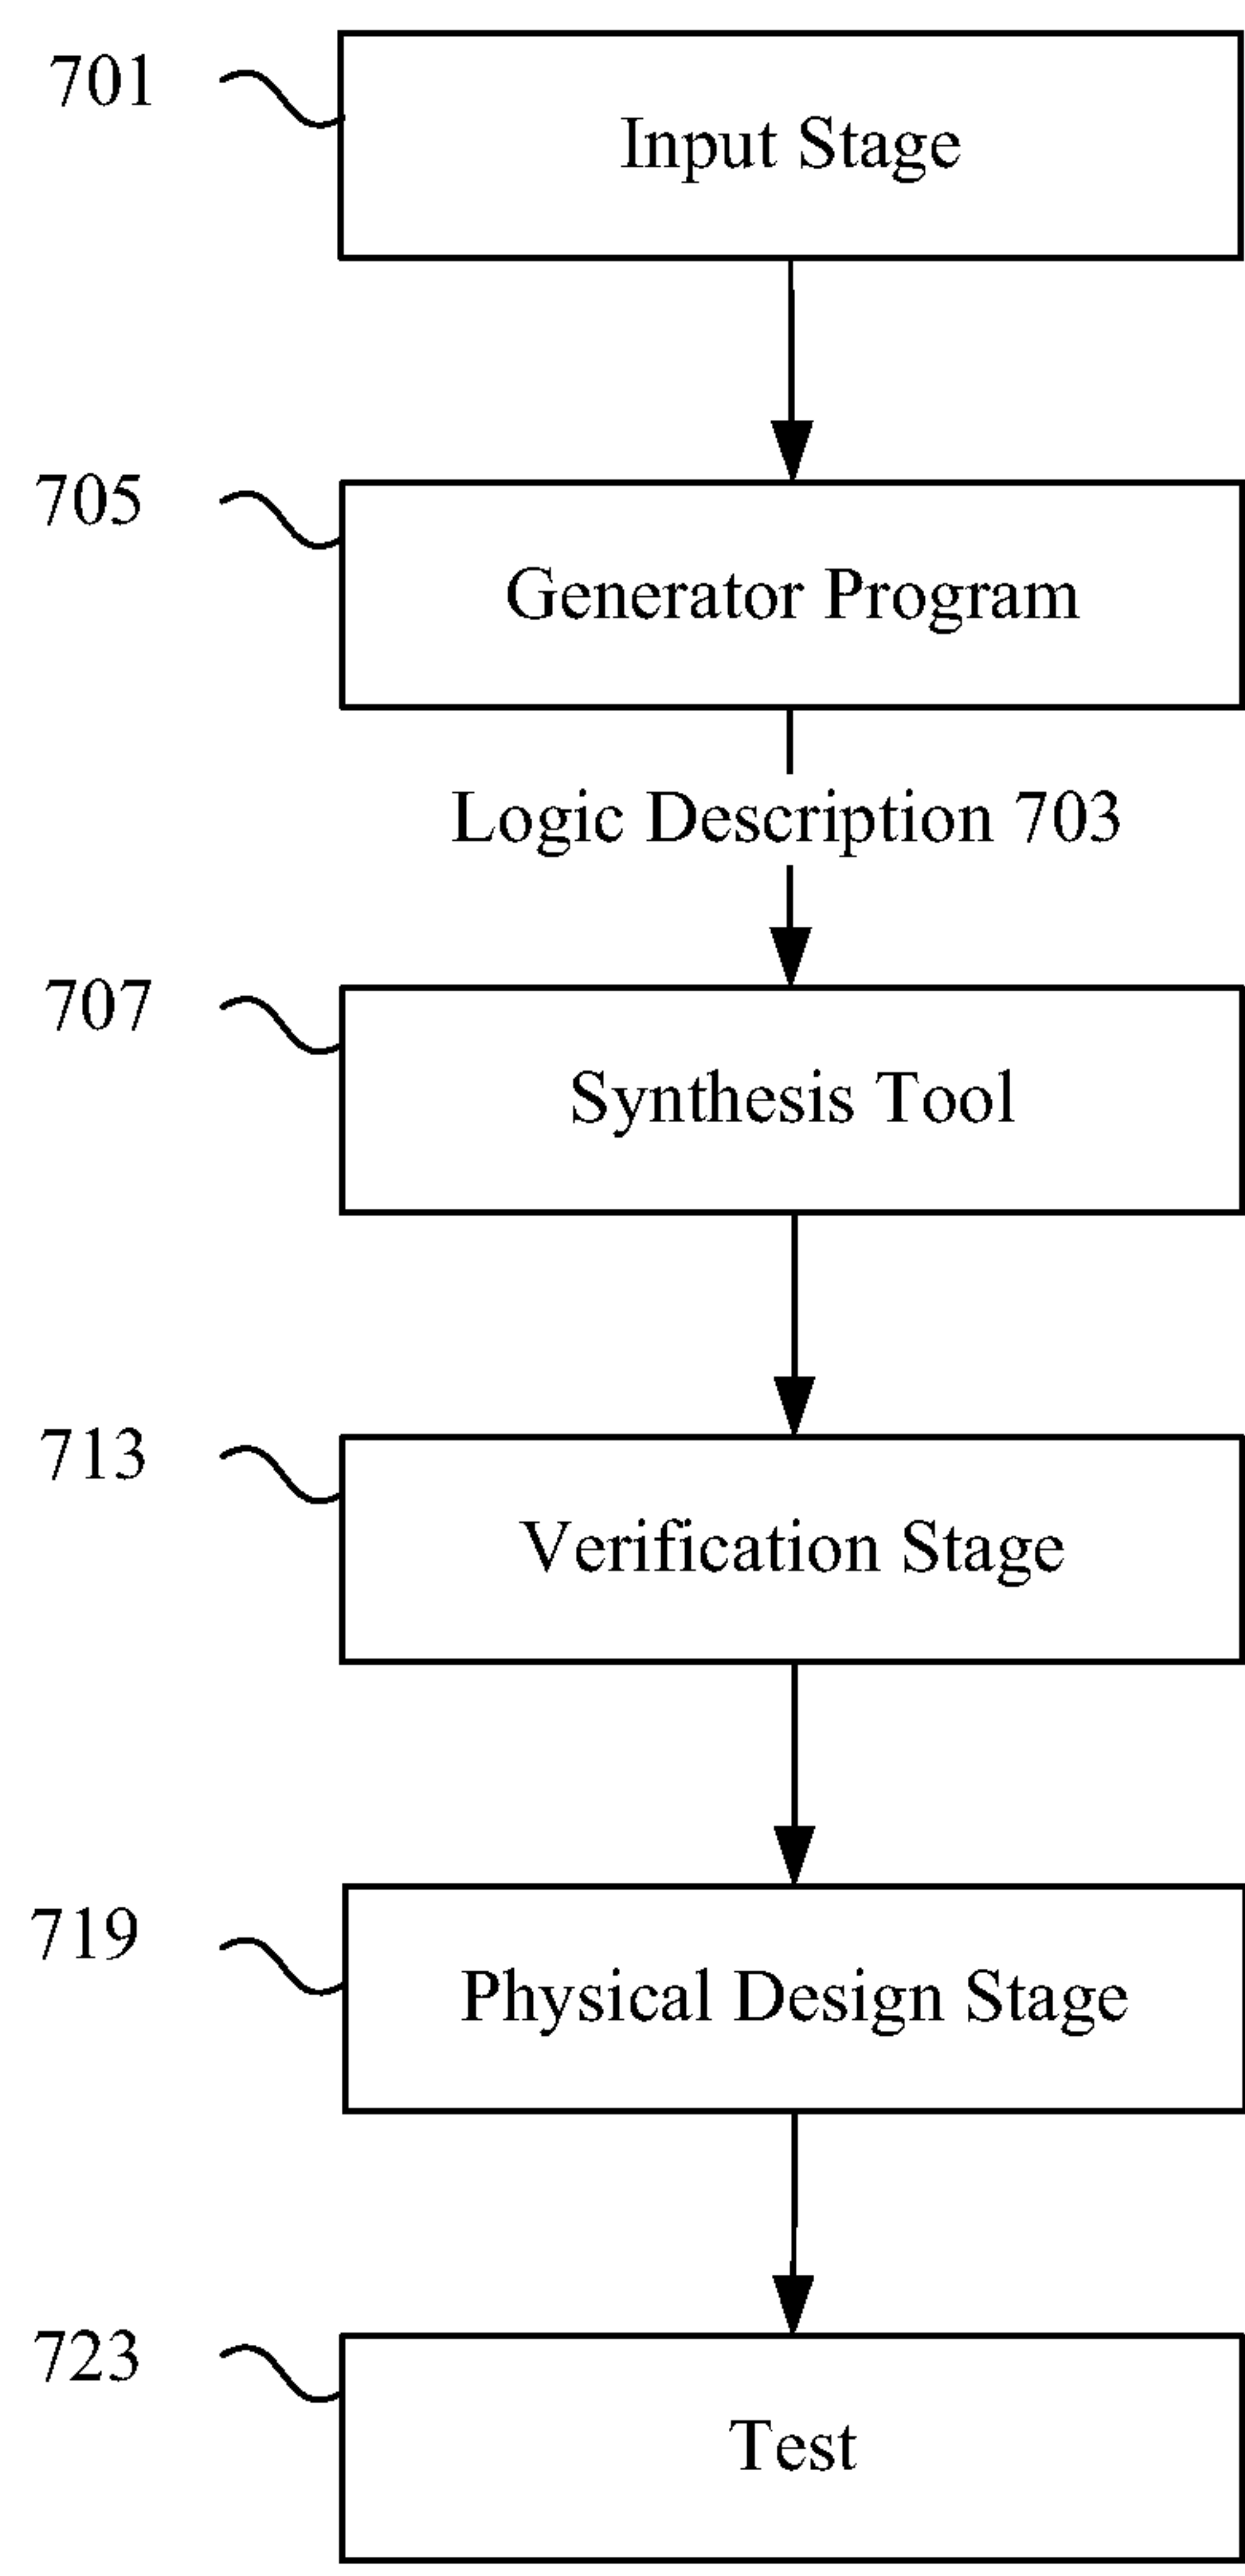 701
Input Stage
705
Generator Program
Logic Description 703
707
Synthesis Tool
713
Verification Stage
719
Physical Design Stage
723
Test